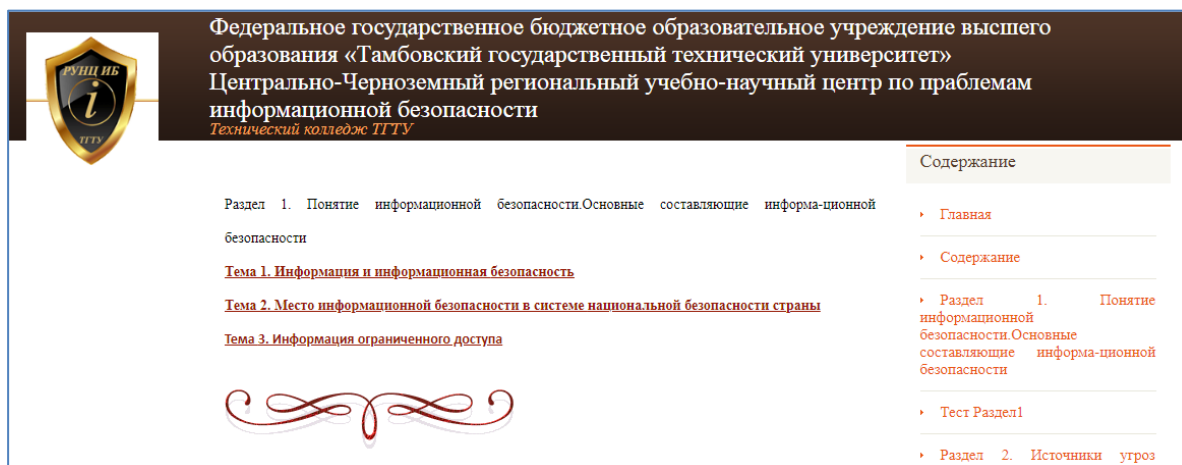 Федеральное государственное бюджетное образовательное учреждение высшего
образования «Тамбовский государственный технический университет»
Центрально-Черноземный региональный учебно-научный центр по праблемам
информационной безопасности
Технический колледж ТГТУ
РУНЦ ИБ
i
ТГТУ
Раздел 1. Понятие информационной безопасности.Основные составляющие информа-ционной
безопасности
Тема 1. Информация и информационная безопасность
Тема 2. Место информационной безопасности в системе национальной безопасности страны
Тема 3. Информация ограниченного доступа
Содержание
Главная
Содержание
Раздел 1. Понятие
информационной
безопасности.Основные
составляющие информа-ционной
безопасности
Тест Раздел1
Раздел 2. Источники угроз